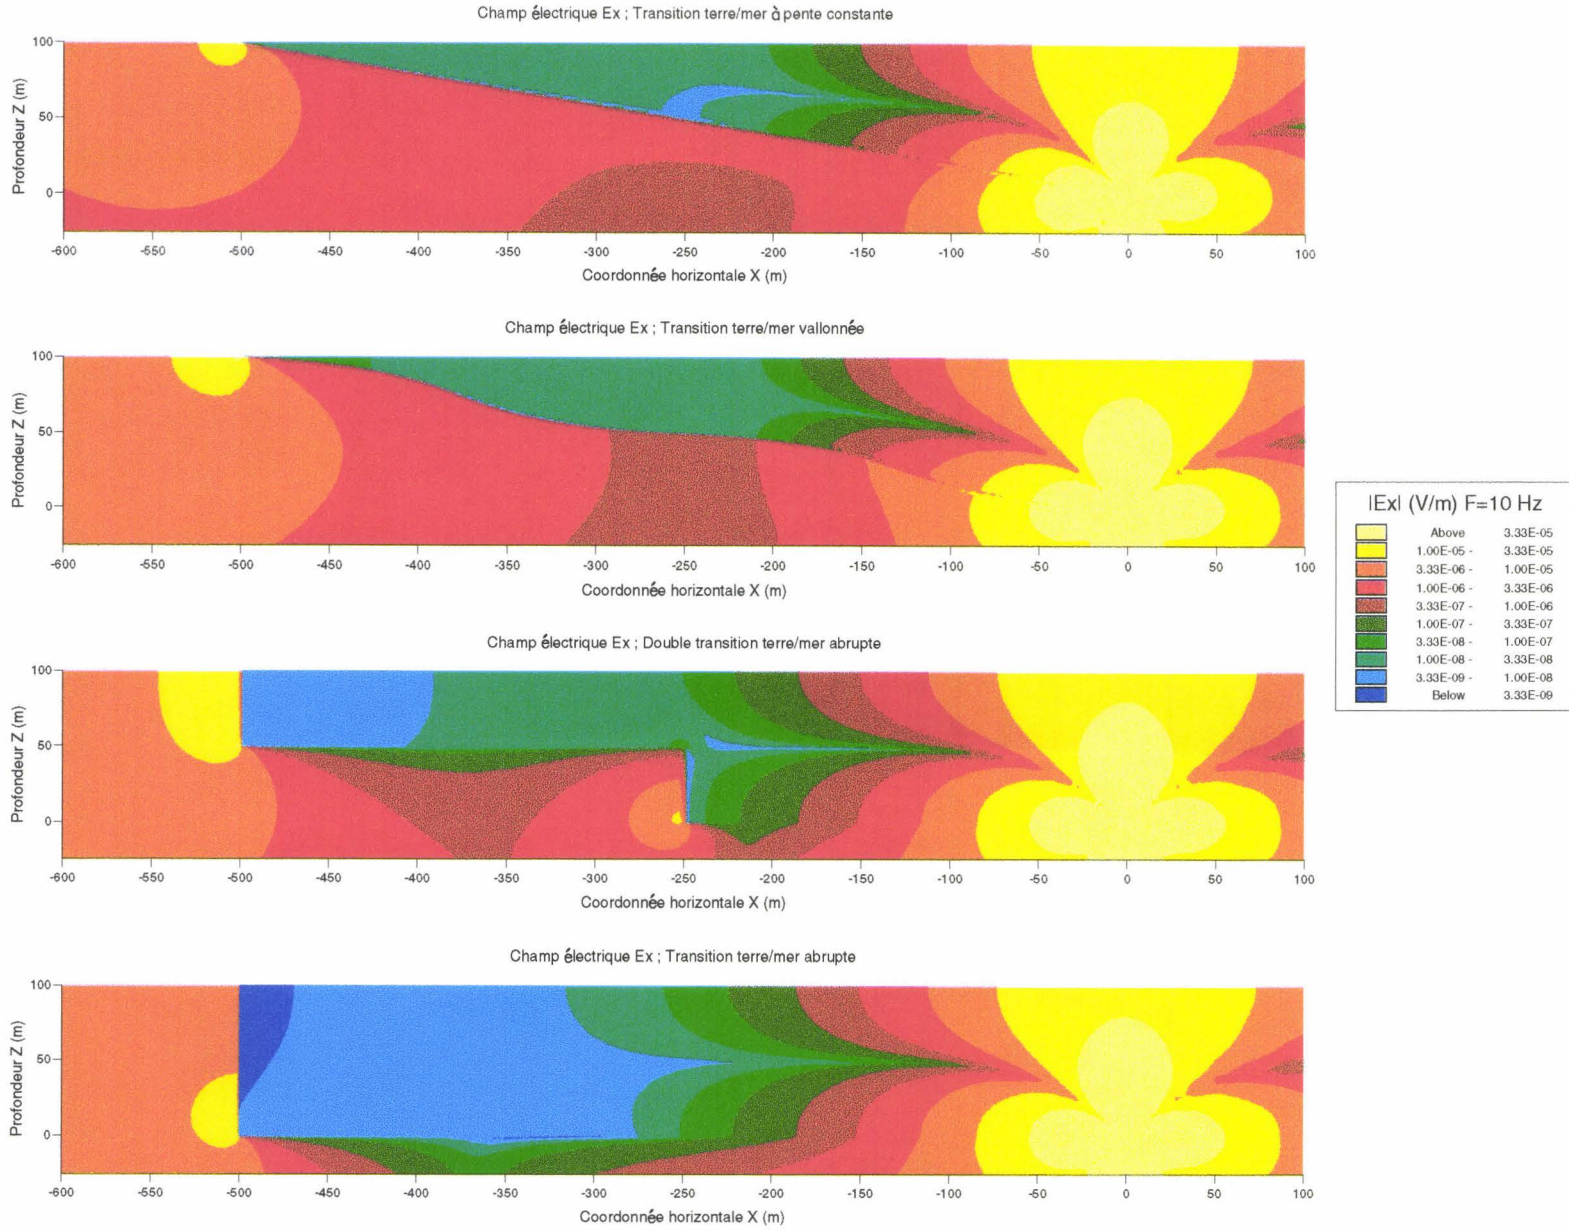 Champ électrique Ex ; Transition terre/mer à pente constante
Profondeur Z (m)
100
50
0
-600 -550 -500 -450 -400 -350 -300 -250 -200 -150 -100 -50 0 50 100
Coordonnée horizontale X (m)
Champ électrique Ex ; Transition terre/mer vallonnée
Profondeur Z (m)
100
50
0
-600 -550 -500 -450 -400 -350 -300 -250 -200 -150 -100 -50 0 50 100
Coordonnée horizontale X (m)
|Ex| (V/m) F=10 Hz
Above 3.33E-05
1.00E-05 - 3.33E-05
3.33E-06 - 1.00E-05
1.00E-06 - 3.33E-06
3.33E-07 - 1.00E-06
1.00E-07 - 3.33E-07
3.33E-08 - 1.00E-07
1.00E-08 - 3.33E-08
3.33E-09 - 1.00E-08
Below 3.33E-09
Champ électrique Ex ; Double transition terre/mer abrupte
Profondeur Z (m)
100
50
0
-600 -550 -500 -450 -400 -350 -300 -250 -200 -150 -100 -50 0 50 100
Coordonnée horizontale X (m)
Champ électrique Ex ; Transition terre/mer abrupte
Profondeur Z (m)
100
50
0
-600 -550 -500 -450 -400 -350 -300 -250 -200 -150 -100 -50 0 50 100
Coordonnée horizontale X (m)